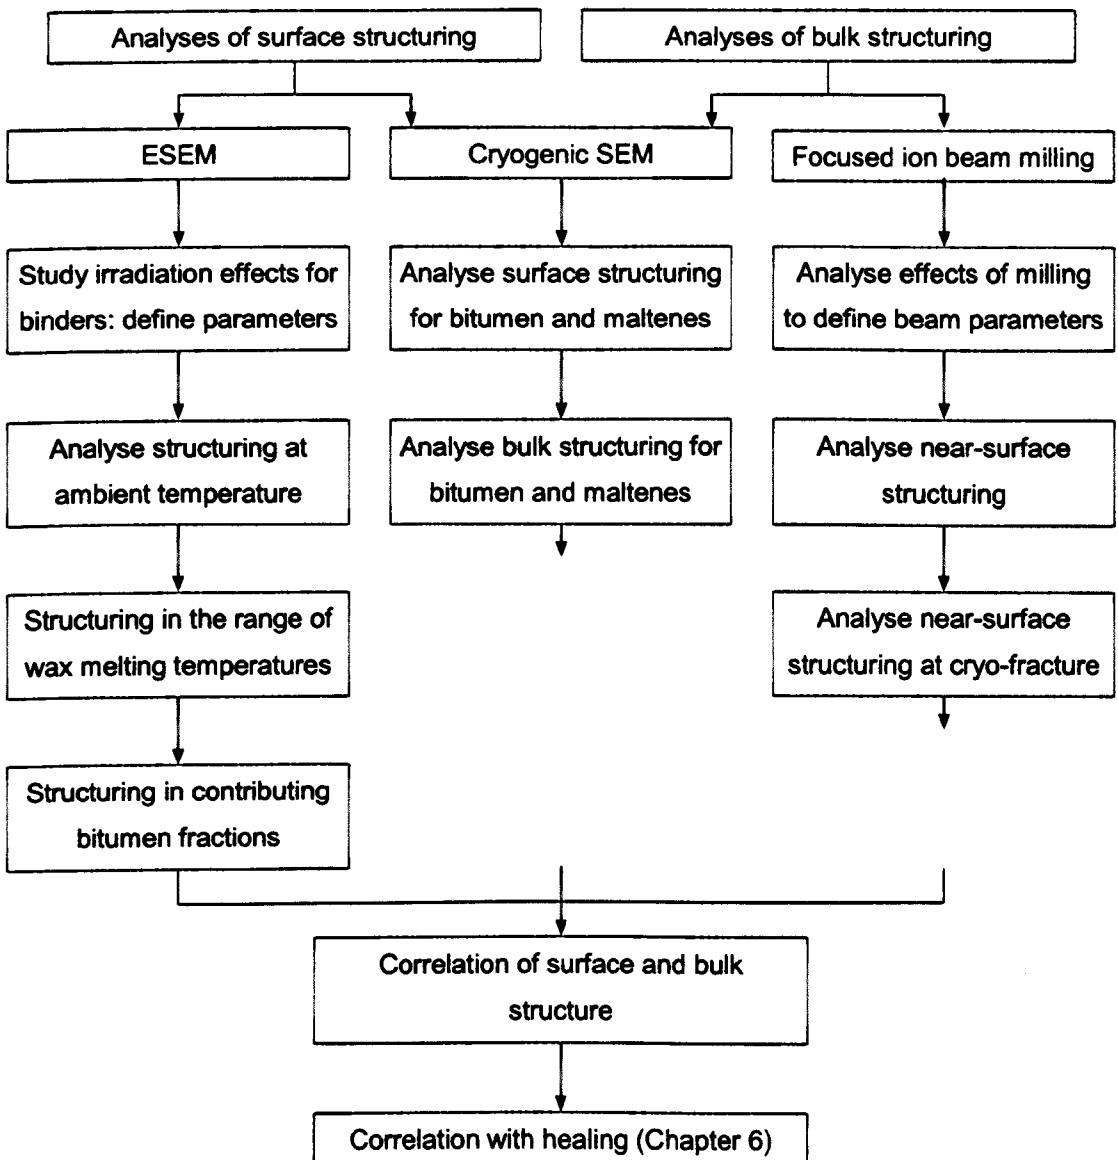 Analyses of surface structuring
Analyses of bulk structuring
ESEM
Cryogenic SEM
Focused ion beam milling
Study irradiation effects for
binders: define parameters
Analyse surface structuring
for bitumen and maltenes
Analyse effects of milling
to define beam parameters
Analyse structuring at
ambient temperature
Analyse bulk structuring for
bitumen and maltenes
Analyse near-surface
structuring
Structuring in the range of
wax melting temperatures
Analyse near-surface
structuring at cryo-fracture
Structuring in contributing
bitumen fractions
Correlation of surface and bulk
structure
Correlation with healing (Chapter 6)